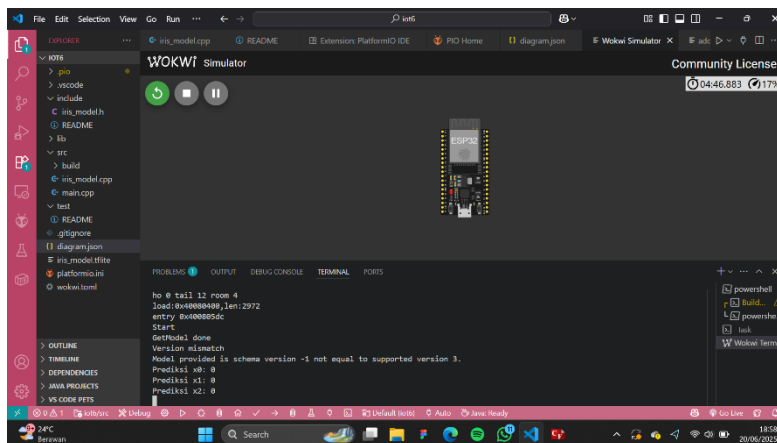 File Edit Selection View Go Run ··· iot6
EXPLORER ···
iris_model.cpp README Extension: PlatformIO IDE PIO Home diagram.json Wokwi Simulator
IOT6
.pio
.vscode
include
iris_model.h
README
lib
src
build
iris_model.cpp
main.cpp
test
README
.gitignore
diagram.json
iris_model.tflite
platformio.ini
wokwi.toml
OUTLINE
TIMELINE
DEPENDENCIES
JAVA PROJECTS
VS CODE PETS
WOKWi Simulator
Community License
04:46.883 17%
ESP32
PROBLEMS 1 OUTPUT DEBUG CONSOLE TERMINAL PORTS
ho 0 tail 12 room 4
load:0x40080400,len:2972
entry 0x400805dc
Start
GetModel done
Version mismatch
Model provided is schema version -1 not equal to supported version 3.
Prediksi x0: 0
Prediksi x1: 0
Prediksi x2: 0
powershell
Build...
powershe
task
Wokwi Term
0 1 iot6/src Debug Default (iot6) Auto Java: Ready Go Live
24°C
Berawan
Search
18:58
20/06/2025